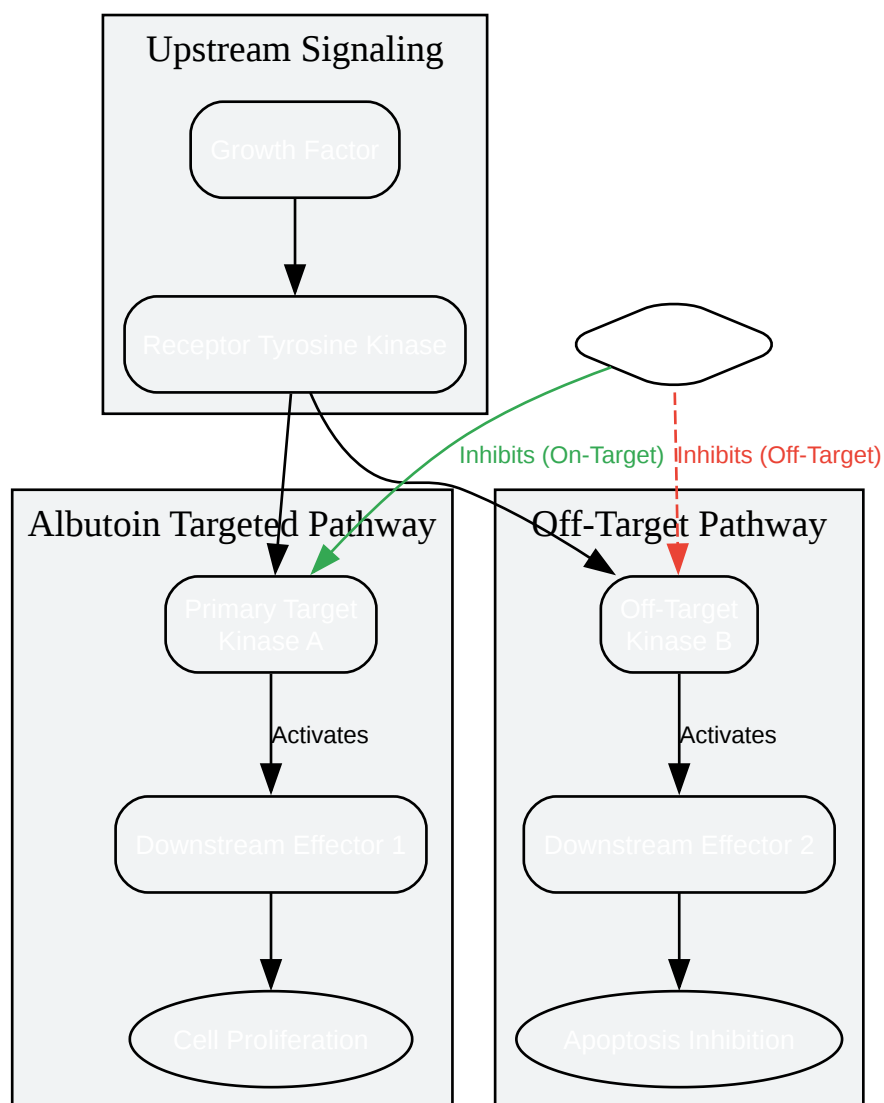 Upstream Signaling
Growth Factor
Receptor Tyrosine Kinase
Inhibits (On-Target)
Inhibits (Off-Target)
Albutoin Targeted Pathway
Off-Target Pathway
Primary Target
Kinase A
Off-Target
Kinase B
Activates
Activates
Downstream Effector 1
Downstream Effector 2
Cell Proliferation
Apoptosis Inhibition